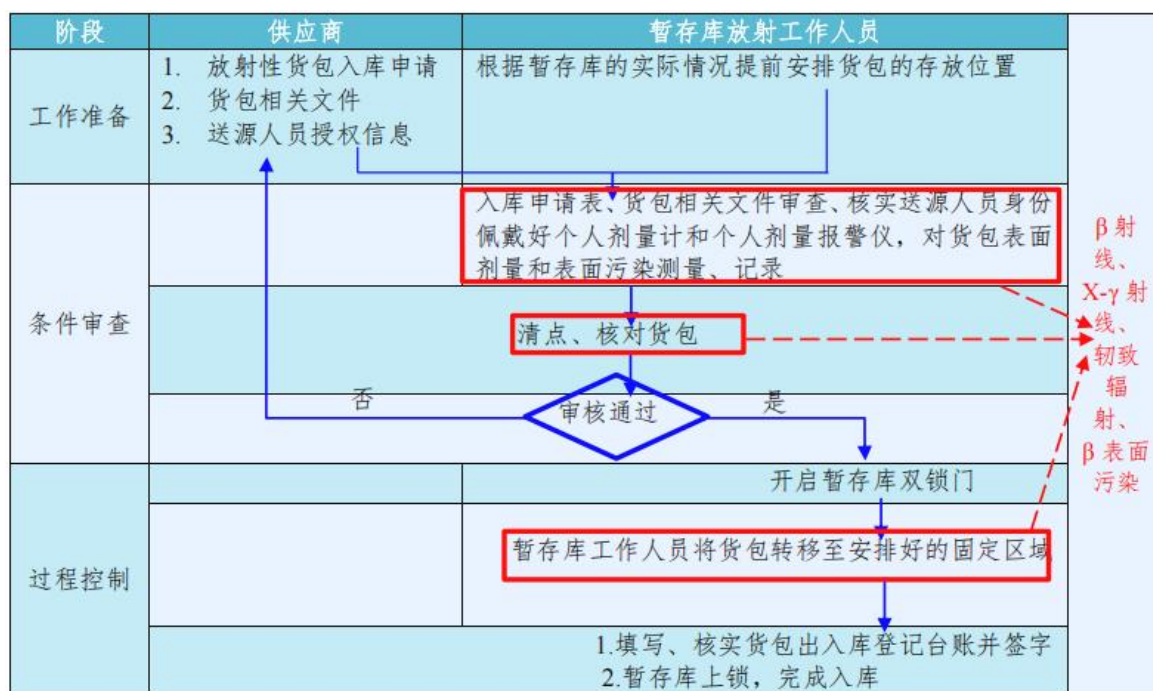 阶段 供应商 暂存库放射工作人员
工作准备
1. 放射性货包入库申请
2. 货包相关文件
3. 送源人员授权信息
根据暂存库的实际情况提前安排货包的存放位置
条件审查
入库申请表、货包相关文件审查、核实送源人员身份
佩戴好个人剂量计和个人剂量报警仪，对货包表面
剂量和表面污染测量、记录
清点、核对货包
否 审核通过 是
过程控制
开启暂存库双锁门
暂存库工作人员将货包转移至安排好的固定区域
1.填写、核实货包出入库登记台账并签字
2.暂存库上锁，完成入库
β 射
线、
X-γ 射
线、
轫致
辐
射、
β 表面
污染